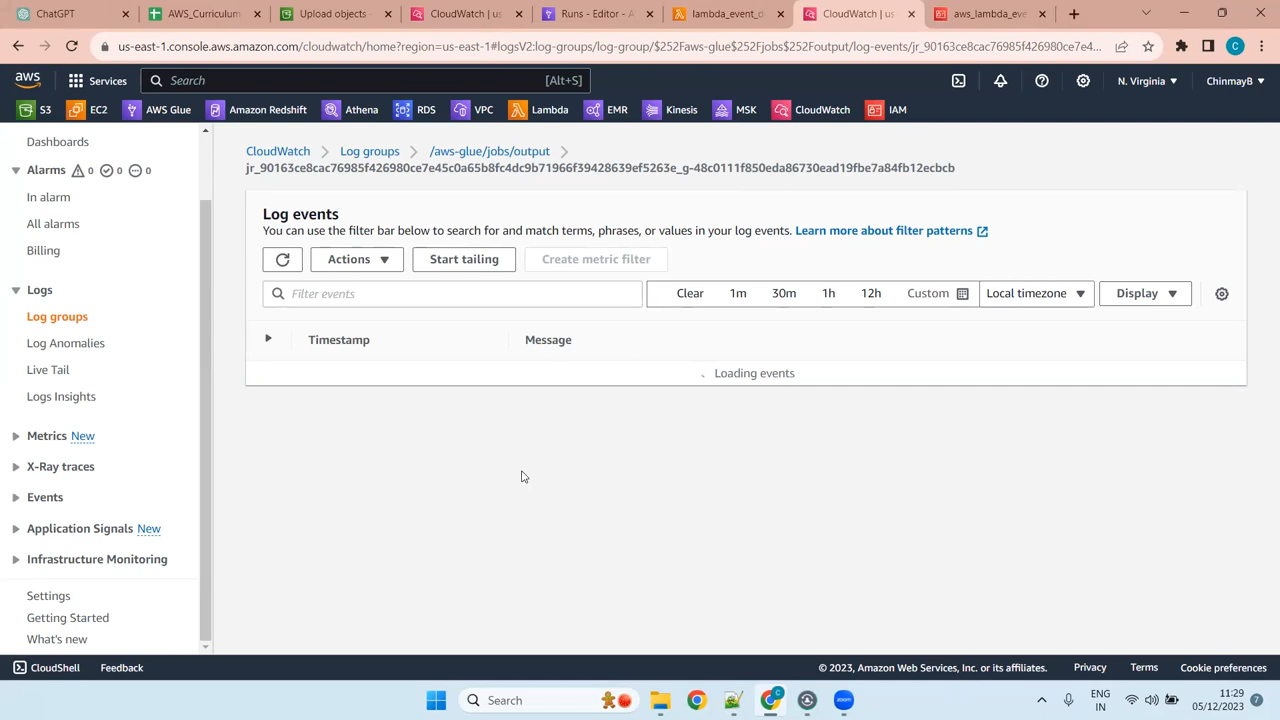 ChatGPT
AWS_Curriculum
Upload objects -
CloudWatch | us
Runs - Editor - A
lambda_event_d
CloudWatch | us
aws_lambda_eve
us-east-1.console.aws.amazon.com/cloudwatch/home?region=us-east-1#logsV2:log-groups/log-group/$252Faws-glue$252Fjobs$252Foutput/log-events/jr_90163ce8cac76985f426980ce7e4...
C
aws
Services
Search
[Alt+S]
N. Virginia
ChinmayB
S3
EC2
AWS Glue
Amazon Redshift
Athena
RDS
VPC
Lambda
EMR
Kinesis
MSK
CloudWatch
IAM
Dashboards
Alarms 0 0 0
In alarm
All alarms
Billing
Logs
Log groups
Log Anomalies
Live Tail
Logs Insights
Metrics New
X-Ray traces
Events
Application Signals New
Infrastructure Monitoring
Settings
Getting Started
What's new
CloudWatch
Log groups
/aws-glue/jobs/output
jr_90163ce8cac76985f426980ce7e45c0a65b8fc4dc9b71966f39428639ef5263e_g-48c0111f850eda86730ead19fbe7a84fb12ecbcb
Log events
You can use the filter bar below to search for and match terms, phrases, or values in your log events. Learn more about filter patterns
Actions
Start tailing
Create metric filter
Filter events
Clear
1m
30m
1h
12h
Custom
Local timezone
Display
Timestamp
Message
Loading events
CloudShell
Feedback
© 2023, Amazon Web Services, Inc. or its affiliates.
Privacy
Terms
Cookie preferences
Search
zoom
ENG
IN
11:29
05/12/2023
7